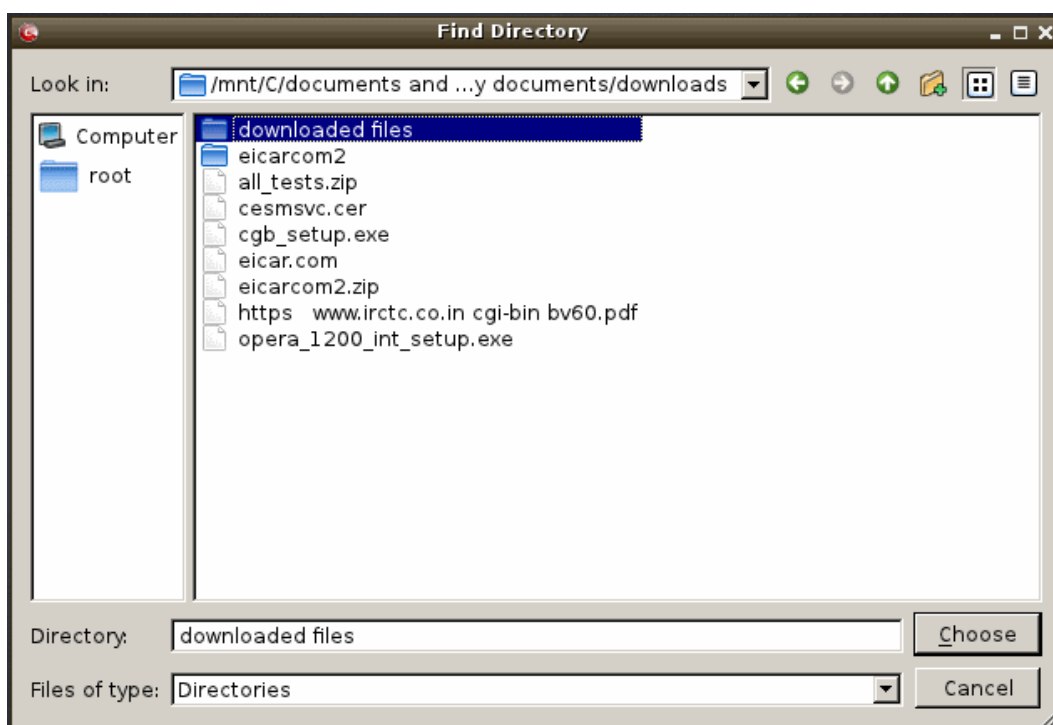 Find Directory
Look in: /mnt/C/documents and ...y documents/downloads
Computer
root
downloaded files
eicarcom2
all_tests.zip
cesmsvc.cer
cgb_setup.exe
eicar.com
eicarcom2.zip
https   www.irctc.co.in cgi-bin bv60.pdf
opera_1200_int_setup.exe
Directory: downloaded files Choose
Files of type: Directories Cancel